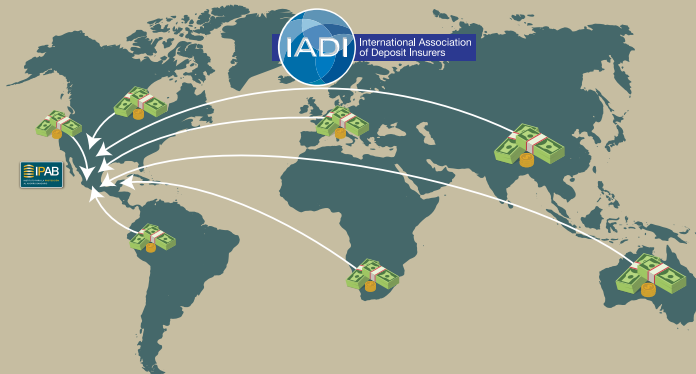 IADI
International Association
of Deposit Insurers
IPAB